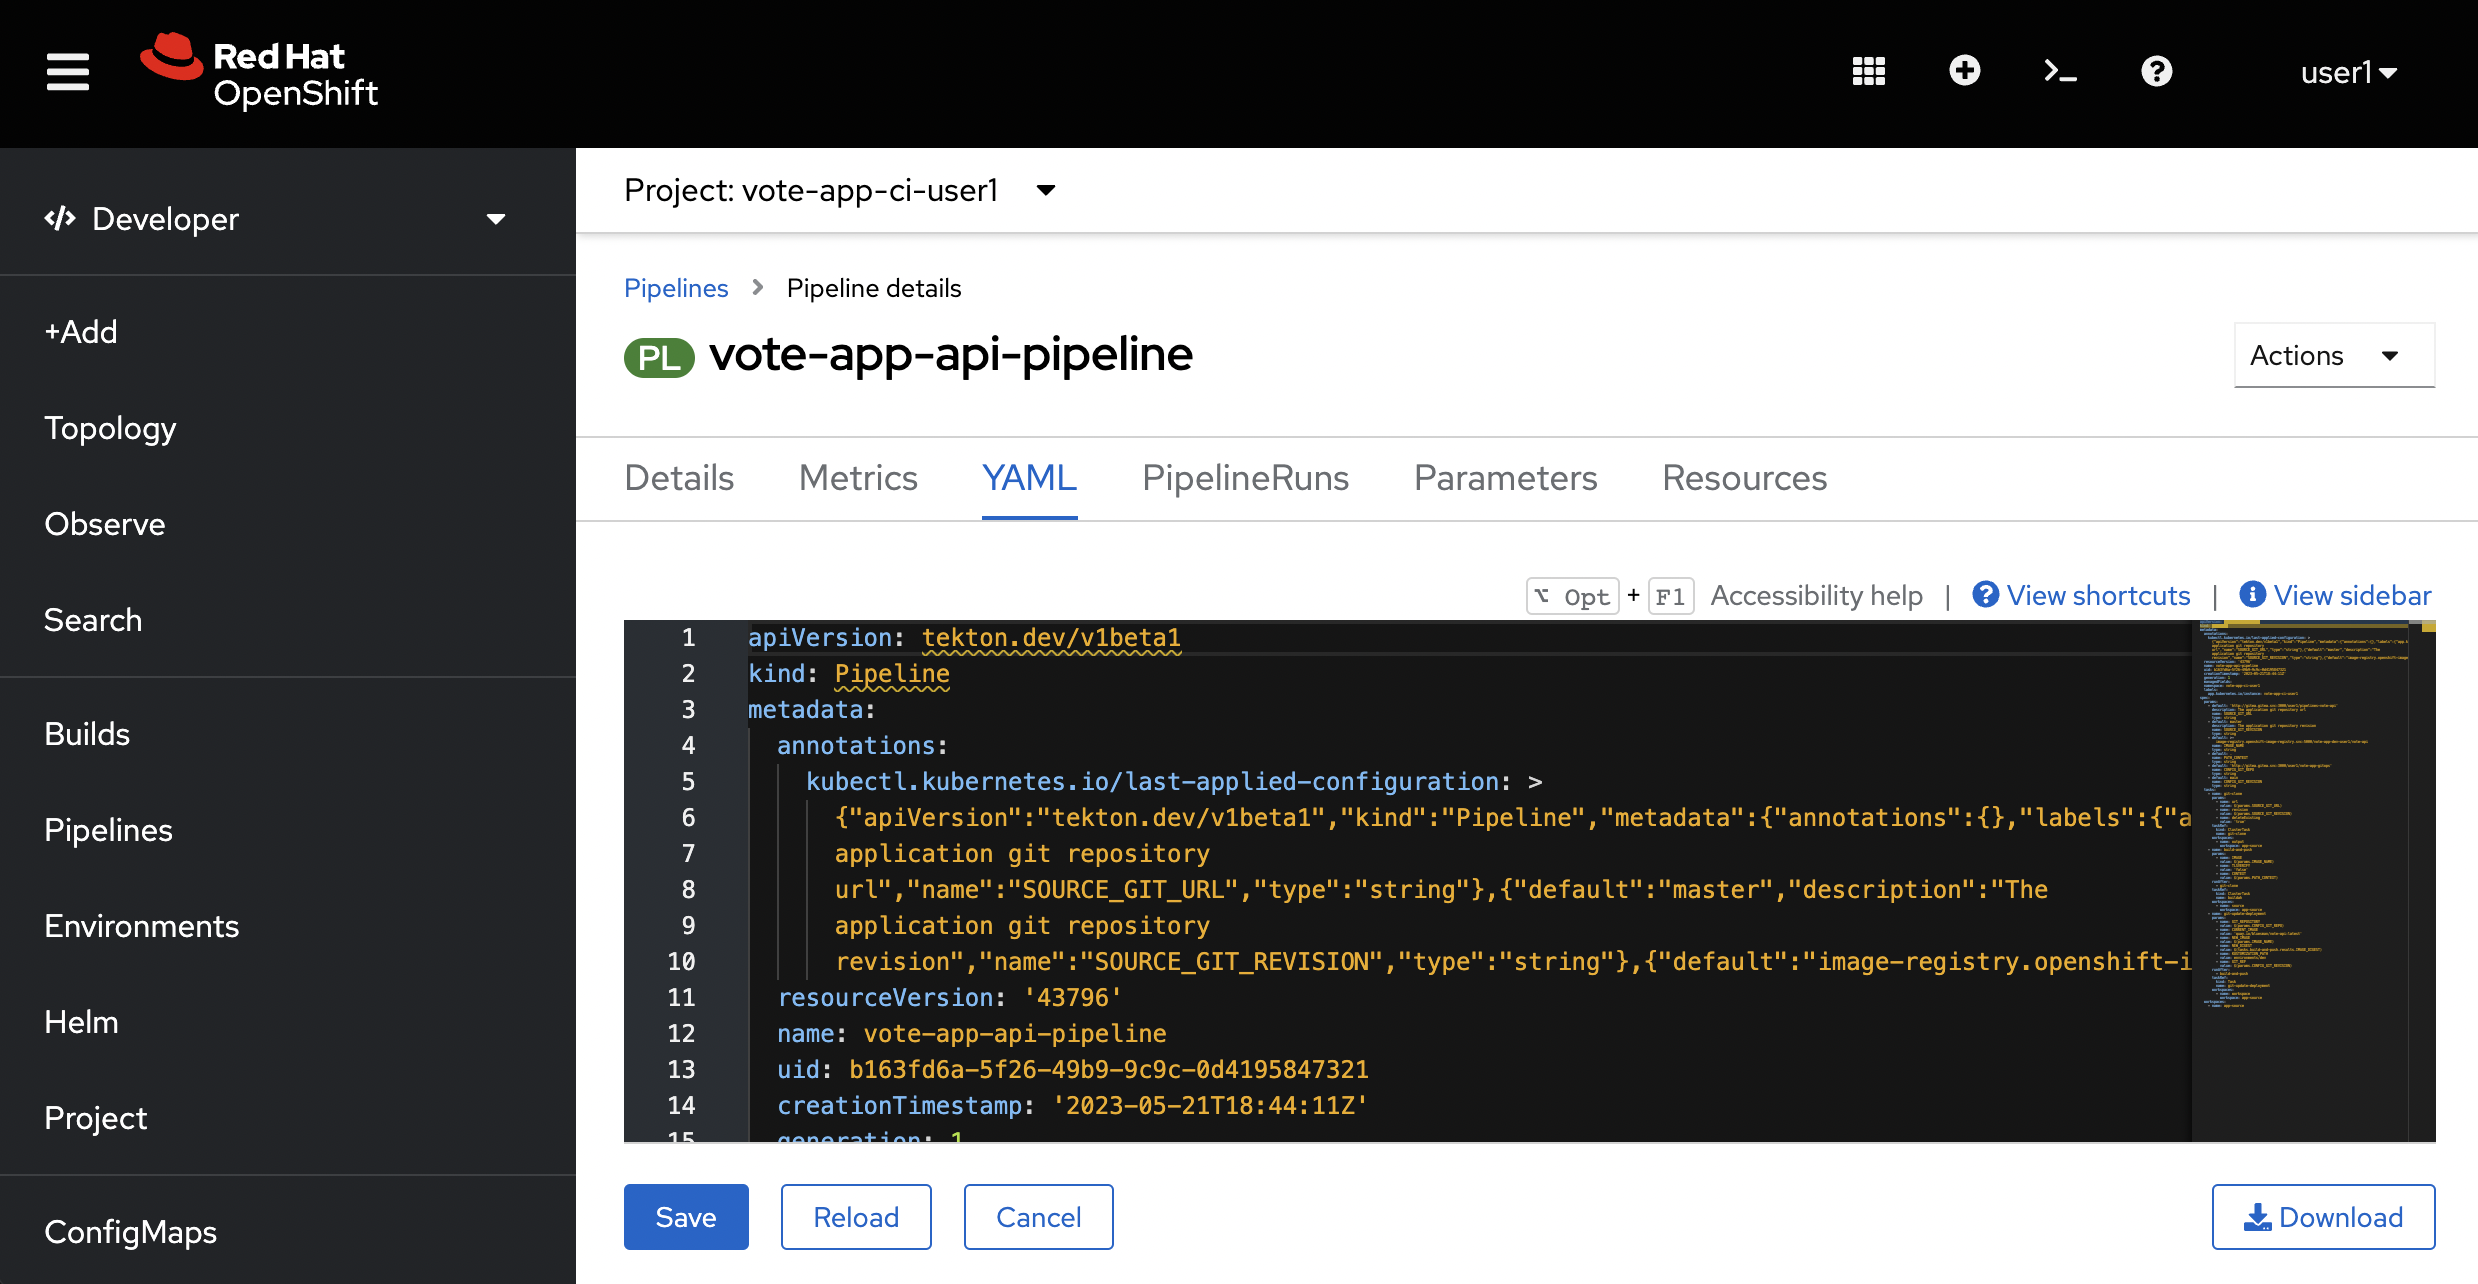 Red Hat
OpenShift
user1
Developer
+Add
Topology
Observe
Search
Builds
Pipelines
Environments
Helm
Project
ConfigMaps
Project: vote-app-ci-user1
Pipelines > Pipeline details
PL vote-app-api-pipeline
Actions
Details Metrics YAML PipelineRuns Parameters Resources
⌥ Opt + F1 Accessibility help | View shortcuts | View sidebar
1 apiVersion: tekton.dev/v1beta1
2 kind: Pipeline
3 metadata:
4 annotations:
5 kubectl.kubernetes.io/last-applied-configuration: >
6 {"apiVersion":"tekton.dev/v1beta1","kind":"Pipeline","metadata":{"annotations":{},"labels":{"a
7 application git repository
8 url","name":"SOURCE_GIT_URL","type":"string"},{"default":"master","description":"The
9 application git repository
10 revision","name":"SOURCE_GIT_REVISION","type":"string"},{"default":"image-registry.openshift-i
11 resourceVersion: '43796'
12 name: vote-app-api-pipeline
13 uid: b163fd6a-5f26-49b9-9c9c-0d4195847321
14 creationTimestamp: '2023-05-21T18:44:11Z'
15 generation: 1
Save Reload Cancel Download